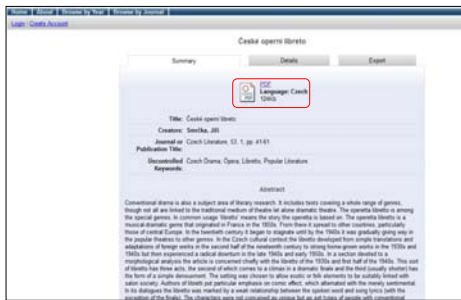 Home | About | Browse by Year | Browse by Journal |
Login | Create Account
České operní libreto
Summary
Details
Export
PDF
Language: Czech
124Kb
Title: České operní libreto
Creators: Smrčka, Jiří
Journal or Publication Title: Czech Literature, 53, 1, pp. 41-61
Uncontrolled Keywords: Czech Drama, Opera, Libretto, Popular Literature
Abstract
Conventional drama is also a subject area of literary research. It includes texts covering a whole range of genres,
though not all are linked to the traditional medium of theatre let alone dramatic theatre. The operetta libretto is among
the special genres. In common usage 'libretto' means the story the operetta is based on. The operetta libretto is a
musical-dramatic genre that originated in France in the 1850s. From there it spread to other countries, particularly
those of central Europe. In the twentieth century it began to stagnate until by the 1940s it was gradually giving way in
the popular theatres to other genres. In the Czech cultural context the libretto developed from simple translations and
adaptations of foreign works in the second half of the nineteenth century to strong home-grown works in the 1930s and
1940s but then experienced a radical downturn in the late 1940s and early 1950s. In a section devoted to a
morphological analysis the article is concerned chiefly with the libretto of the 1930s and first half of the 1940s. This sort
of libretto has three acts, the second of which comes to a climax in a dramatic finale and the third (usually shorter) has
the form of a simple denouement. The setting was chosen to allow exotic or folk elements to be suitably linked with
salon society. Authors of libretti put particular emphasis on comic effect, which alternated with the merely sentimental.
In its dialogues the libretto was marked by a weak relationship between the spoken word and song lyrics (with the
exception of the finale). The characters were not conceived as unique but as set types of people with conventional